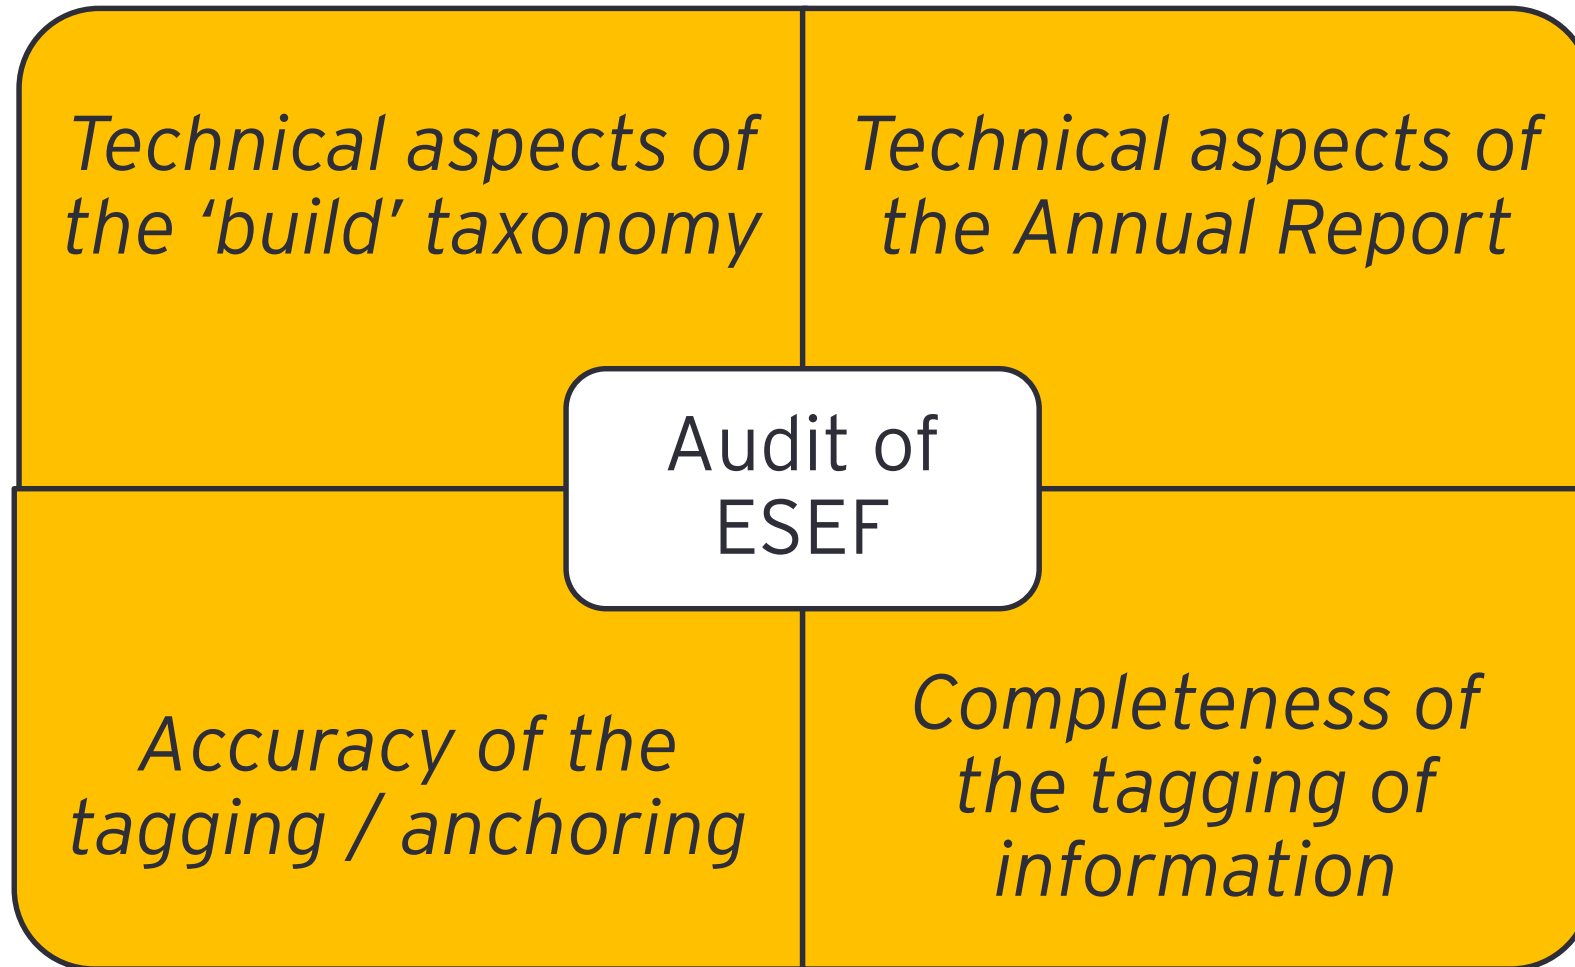 Technical aspects of
the ‘build’ taxonomy
Technical aspects of
the Annual Report
Audit of
ESEF
Accuracy of the
tagging / anchoring
Completeness of
the tagging of
information